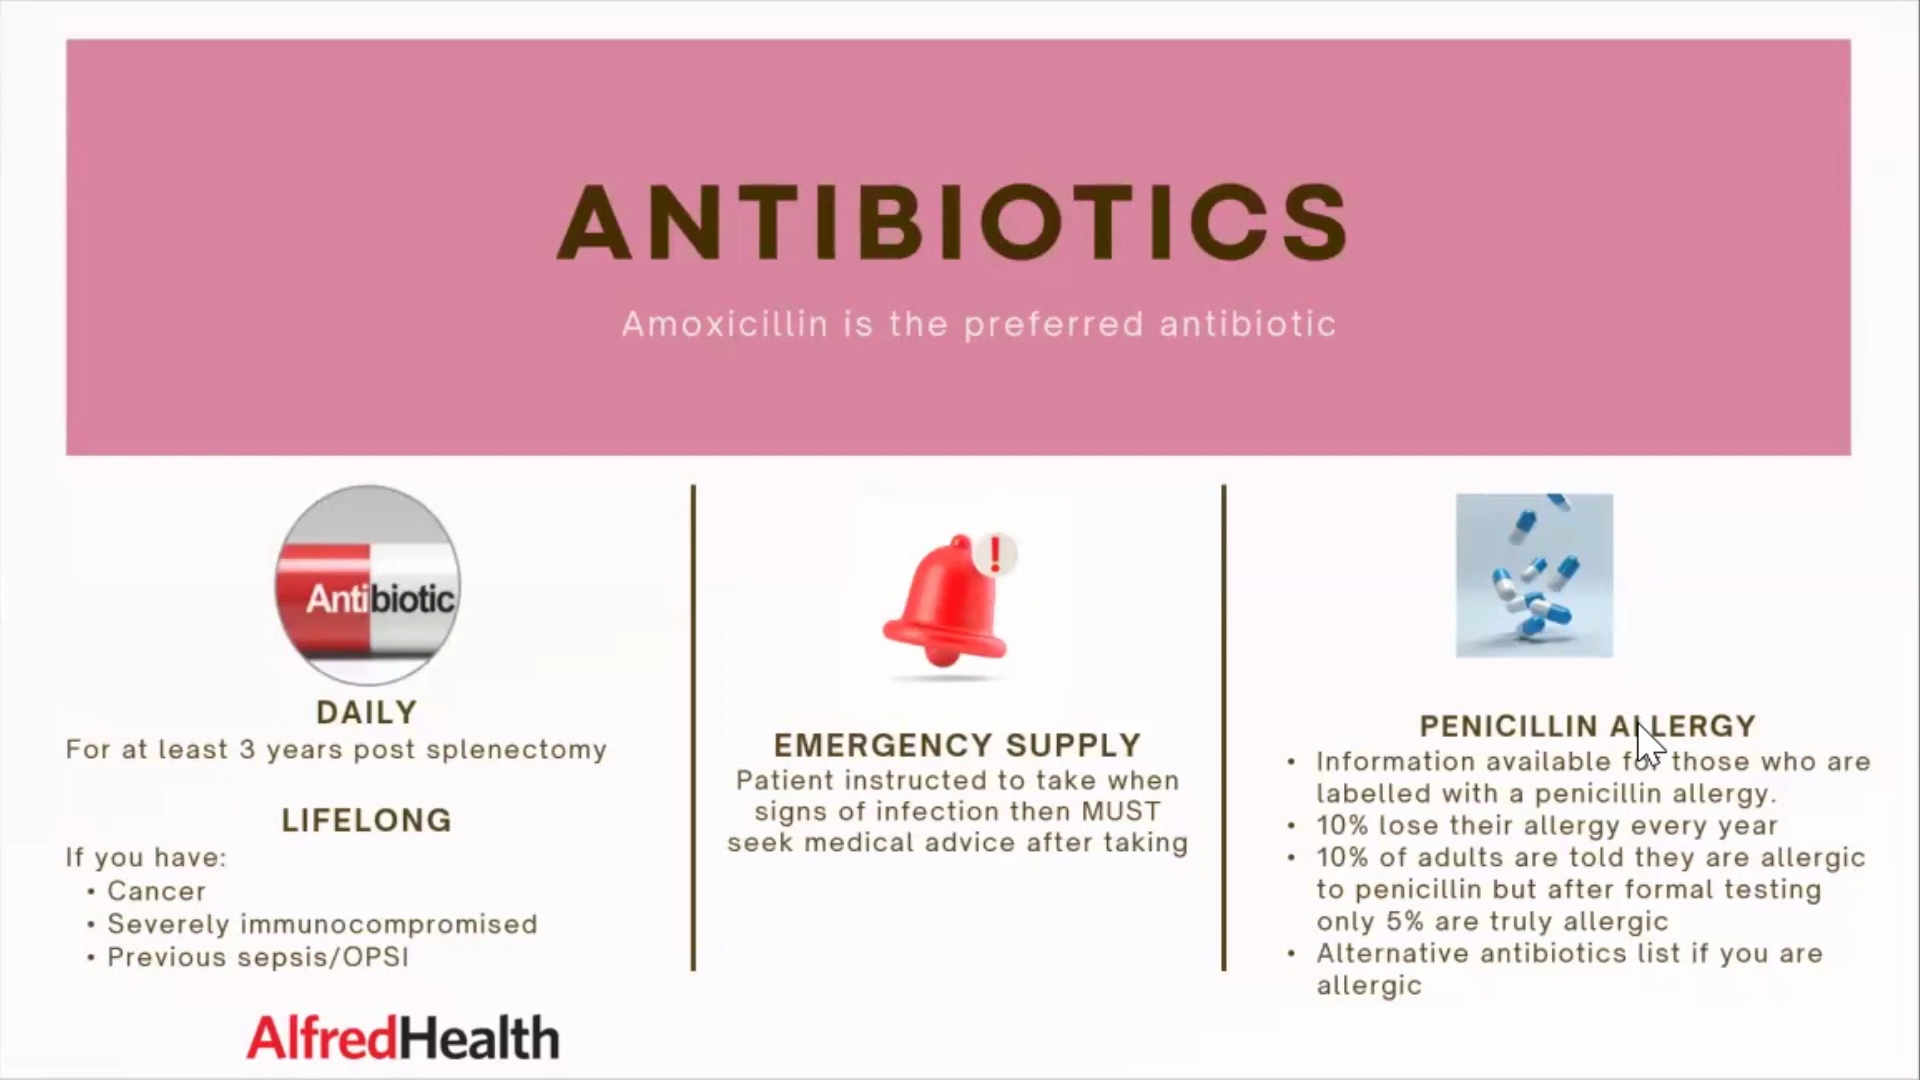 ANTIBIOTICS
Amoxicillin is the preferred antibiotic
Antibiotic
DAILY
For at least 3 years post splenectomy
LIFELONG
If you have:
• Cancer
• Severely immunocompromised
• Previous sepsis/OPSI
AlfredHealth
!
EMERGENCY SUPPLY
Patient instructed to take when
signs of infection then MUST
seek medical advice after taking
PENICILLIN ALLERGY
• Information available for those who are
labelled with a penicillin allergy.
• 10% lose their allergy every year
• 10% of adults are told they are allergic
to penicillin but after formal testing
only 5% are truly allergic
• Alternative antibiotics list if you are
allergic